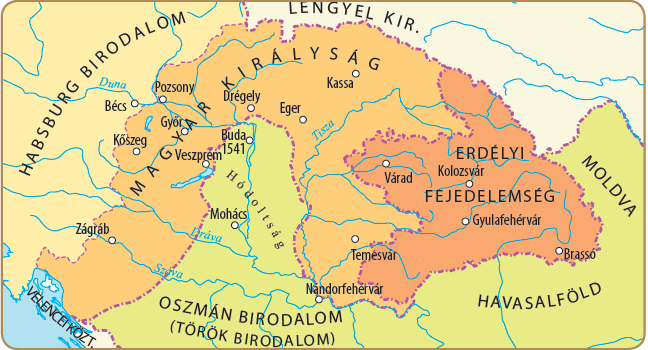 LENGYEL KIR.
HABSBURG BIRODALOM
MAGYAR KIRÁLYSÁG
Duna
Pozsony
Kassa
Bécs
Drégely
Eger
Győr
Tisza
Kőszeg
Buda
1541
Veszprém
ERDÉLYI
FEJEDELEMSÉG
MOLDVA
Várad
Kolozsvár
Hódoltság
Mohács
Gyulafehérvár
Zágráb
Dráva
Temesvár
Brassó
Száva
Nándorfehérvár
VELENCEI KÖZT.
OSZMÁN BIRODALOM
(TÖRÖK BIRODALOM)
HAVASALFÖLD